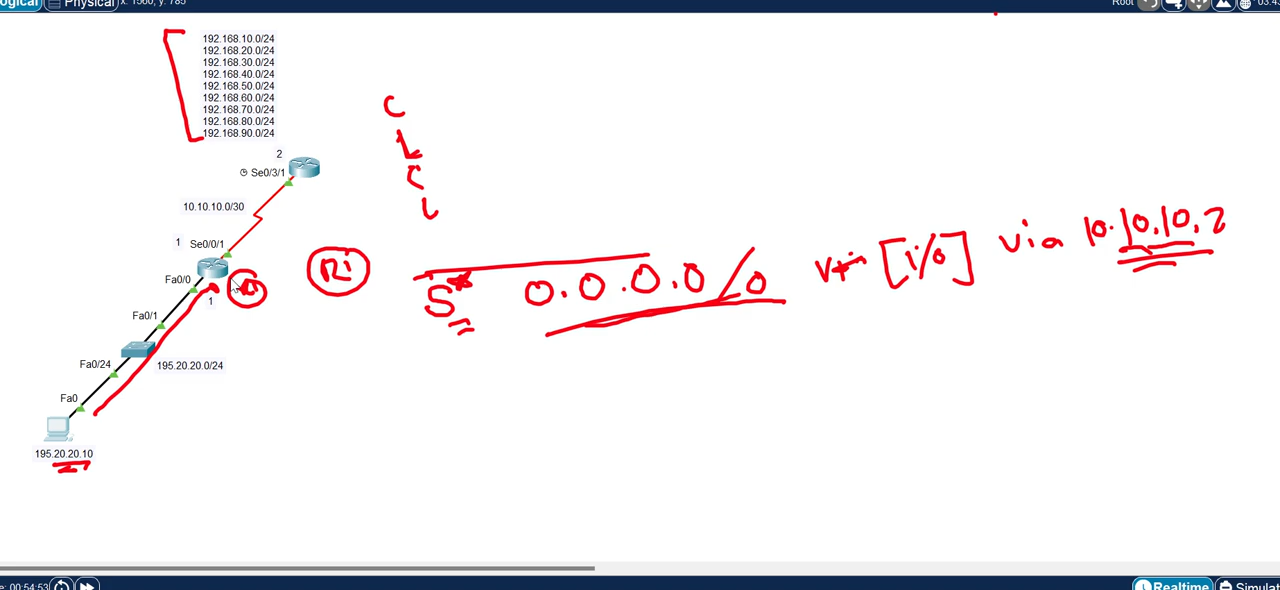 Logical Physical x: 1560, y: 785 Root
192.168.10.0/24
192.168.20.0/24
192.168.30.0/24
192.168.40.0/24
192.168.50.0/24
192.168.60.0/24
192.168.70.0/24
192.168.80.0/24
192.168.90.0/24
C
2
Se0/3/1
C
L
10.10.10.0/30
1 Se0/0/1
R1
S* 0.0.0.0/0 [1/0] via 10.10.10.2
Fa0/0
1
Fa0/1
Fa0/24
195.20.20.0/24
Fa0
195.20.20.10
e: 00:54:53 Realtime Simulat